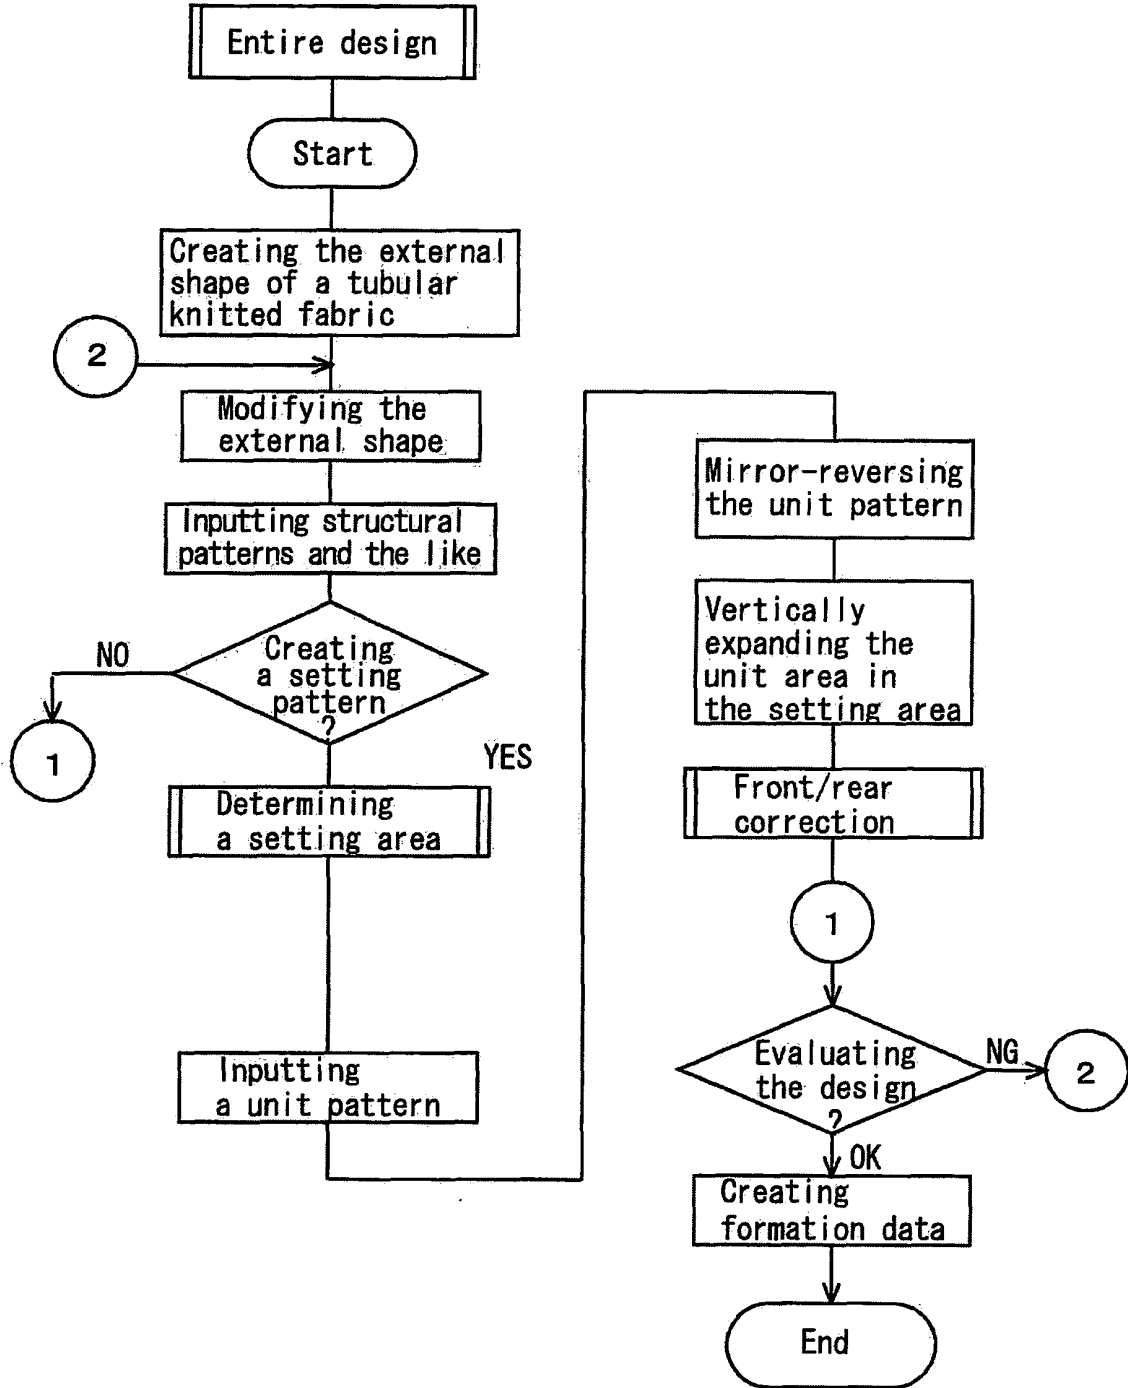 Entire design
Start
Creating the external
shape of a tubular
knitted fabric
2
Modifying the
external shape
Inputting structural
patterns and the like
Creating
a setting
pattern
?
NO
1
YES
Determining
a setting area
Inputting
a unit pattern
Mirror-reversing
the unit pattern
Vertically
expanding the
unit area in
the setting area
Front/rear
correction
1
Evaluating
the design
?
NG
2
OK
Creating
formation data
End